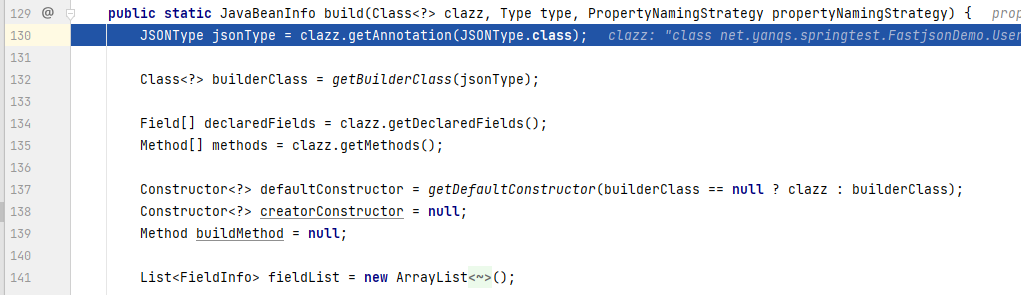 129 @ public static JavaBeanInfo build(Class<?> clazz, Type type, PropertyNamingStrategy propertyNamingStrategy) { prop
130 JSONType jsonType = clazz.getAnnotation(JSONType.class); clazz: "class net.yanqs.springtest.FastjsonDemo.User
131
132 Class<?> builderClass = getBuilderClass(jsonType);
133
134 Field[] declaredFields = clazz.getDeclaredFields();
135 Method[] methods = clazz.getMethods();
136
137 Constructor<?> defaultConstructor = getDefaultConstructor(builderClass == null ? clazz : builderClass);
138 Constructor<?> creatorConstructor = null;
139 Method buildMethod = null;
140
141 List<FieldInfo> fieldList = new ArrayList<~>();